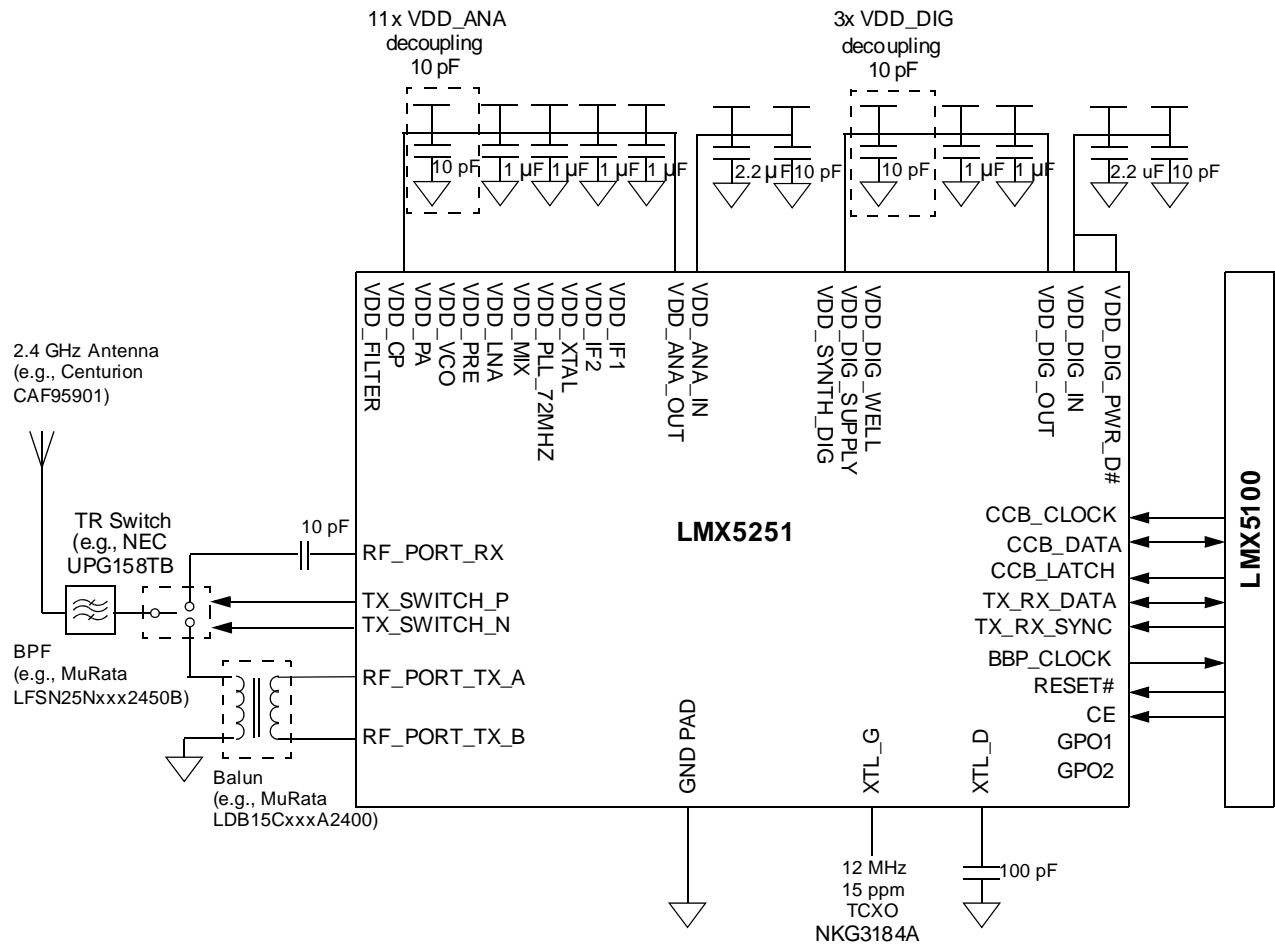 11x VDD_ANA
decoupling
10 pF
3x VDD_DIG
decoupling
10 pF
10 pF
1 µF
1 µF
1 µF
1 µF
2.2 µF
10 pF
10 pF
1 µF
1 µF
2.2 uF
10 pF
VDD_FILTER
VDD_CP
VDD_PA
VDD_VCO
VDD_PRE
VDD_LNA
VDD_MIX
VDD_PLL_72MHZ
VDD_XTAL
VDD_IF2
VDD_IF1
VDD_ANA_OUT
VDD_ANA_IN
VDD_SYNTH_DIG
VDD_DIG_SUPPLY
VDD_DIG_WELL
VDD_DIG_OUT
VDD_DIG_IN
VDD_DIG_PWR_D#
2.4 GHz Antenna
(e.g., Centurion
CAF95901)
TR Switch
(e.g., NEC
UPG158TB
10 pF
BPF
(e.g., MuRata
LFSN25Nxxx2450B)
Balun
(e.g., MuRata
LDB15CxxxA2400)
RF_PORT_RX
TX_SWITCH_P
TX_SWITCH_N
RF_PORT_TX_A
RF_PORT_TX_B
LMX5251
CCB_CLOCK
CCB_DATA
CCB_LATCH
TX_RX_DATA
TX_RX_SYNC
BBP_CLOCK
RESET#
CE
GPO1
GPO2
LMX5100
GND PAD
XTL_G
XTL_D
12 MHz
15 ppm
TCXO
NKG3184A
100 pF